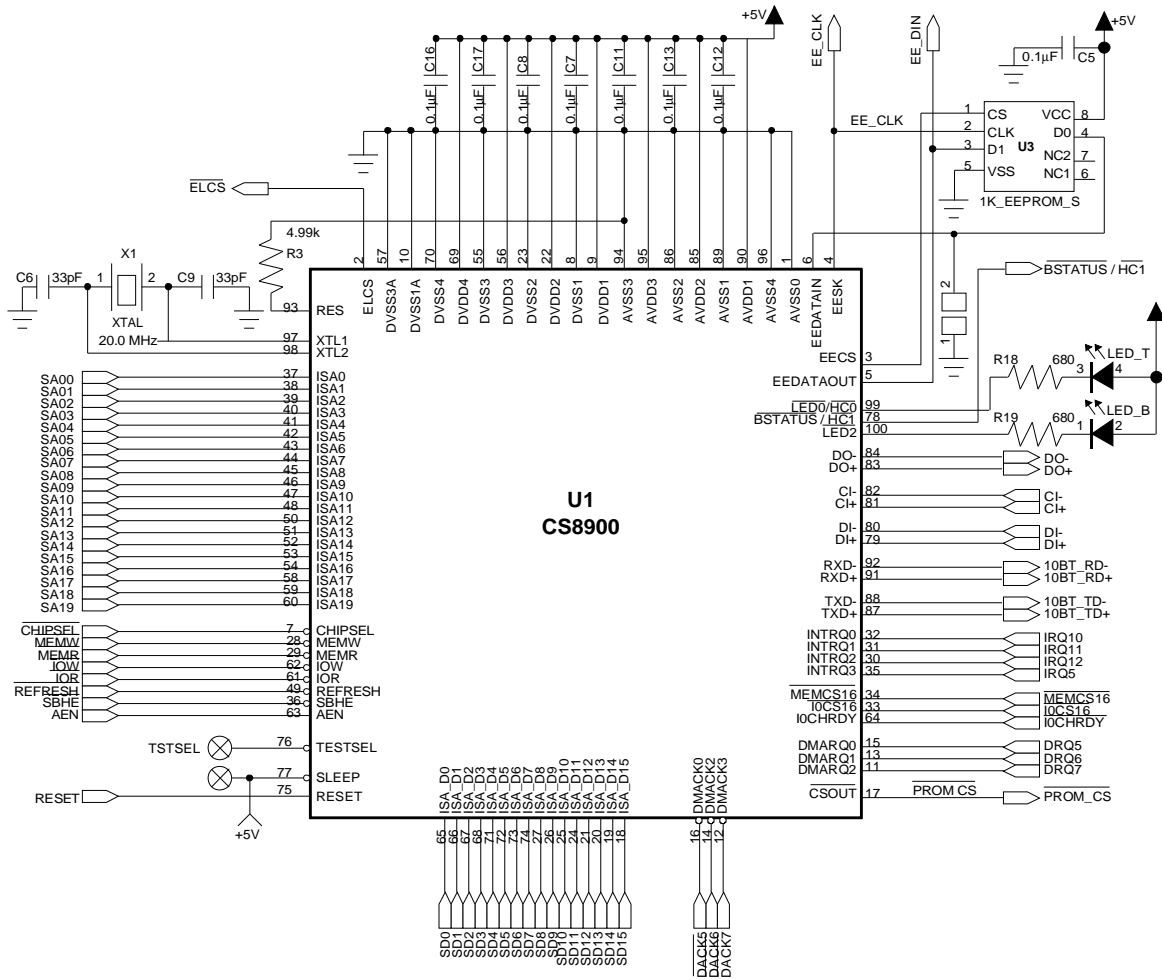 +5V
+5V
EE_CLK
EE_DIN
C16
C17
C8
C7
C11
C13
C12
0.1µF
0.1µF
0.1µF
0.1µF
0.1µF
0.1µF
0.1µF
0.1µF
C5
EE_CLK
1 CS
2 CLK
3 D1
5 VSS
U3
VCC 8
D0 4
NC2 7
NC1 6
1K_EEPROM_S
ELCS
4.99k
R3
X1
C6 33pF
1 2
C9 33pF
XTAL
20.0 MHz
2 57 10 70 69 55 56 23 22 8 9 94 95 86 85 89 90 96 1 6 4
ELCS
DVSS3A
DVSS1A
DVSS4
DVDD4
DVSS3
DVDD3
DVSS2
DVDD2
DVSS1
DVDD1
AVSS3
AVDD3
AVSS2
AVDD2
AVSS1
AVDD1
AVSS4
AVSS0
EEDATAIN
EESK
93 RES
97 XTL1
98 XTL2
SA00 37 ISA0
SA01 38 ISA1
SA02 39 ISA2
SA03 40 ISA3
SA04 41 ISA4
SA05 42 ISA5
SA06 43 ISA6
SA07 44 ISA7
SA08 45 ISA8
SA09 46 ISA9
SA10 47 ISA10
SA11 48 ISA11
SA12 50 ISA12
SA13 51 ISA13
SA14 52 ISA14
SA15 53 ISA15
SA16 54 ISA16
SA17 58 ISA17
SA18 59 ISA18
SA19 60 ISA19
CHIPSEL 7 CHIPSEL
MEMW 28 MEMW
MEMR 29 MEMR
IOW 62 IOW
IOR 61 IOR
REFRESH 49 REFRESH
SBHE 36 SBHE
AEN 63 AEN
TSTSEL 76 TESTSEL
77 SLEEP
RESET 75 RESET
+5V
U1
CS8900
2
1
BSTATUS / HC1
EECS 3
EEDATAOUT 5
LED0/HC0 99
BSTATUS / HC1 78
LED2 100
R18 680 3 4 LED_T
R19 680 1 2 LED_B
DO- 84 DO-
DO+ 83 DO+
CI- 82 CI-
CI+ 81 CI+
DI- 80 DI-
DI+ 79 DI+
RXD- 92 10BT_RD-
RXD+ 91 10BT_RD+
TXD- 88 10BT_TD-
TXD+ 87 10BT_TD+
INTRQ0 32 IRQ10
INTRQ1 31 IRQ11
INTRQ2 30 IRQ12
INTRQ3 35 IRQ5
MEMCS16 34 MEMCS16
I0CS16 33 I0CS16
I0CHRDY 64 I0CHRDY
DMARQ0 15 DRQ5
DMARQ1 13 DRQ6
DMARQ2 11 DRQ7
CSOUT 17 PROM CS PROM_CS
ISA_D0
ISA_D1
ISA_D2
ISA_D3
ISA_D4
ISA_D5
ISA_D6
ISA_D7
ISA_D8
ISA_D9
ISA_D10
ISA_D11
ISA_D12
ISA_D13
ISA_D14
ISA_D15
DMACK0
DMACK2
DMACK3
65 66 67 68 71 72 73 74 27 26 25 24 21 20 19 18
16 14 12
SD0
SD1
SD2
SD3
SD4
SD5
SD6
SD7
SD8
SD9
SD10
SD11
SD12
SD13
SD14
SD15
DACK5
DACK6
DACK7